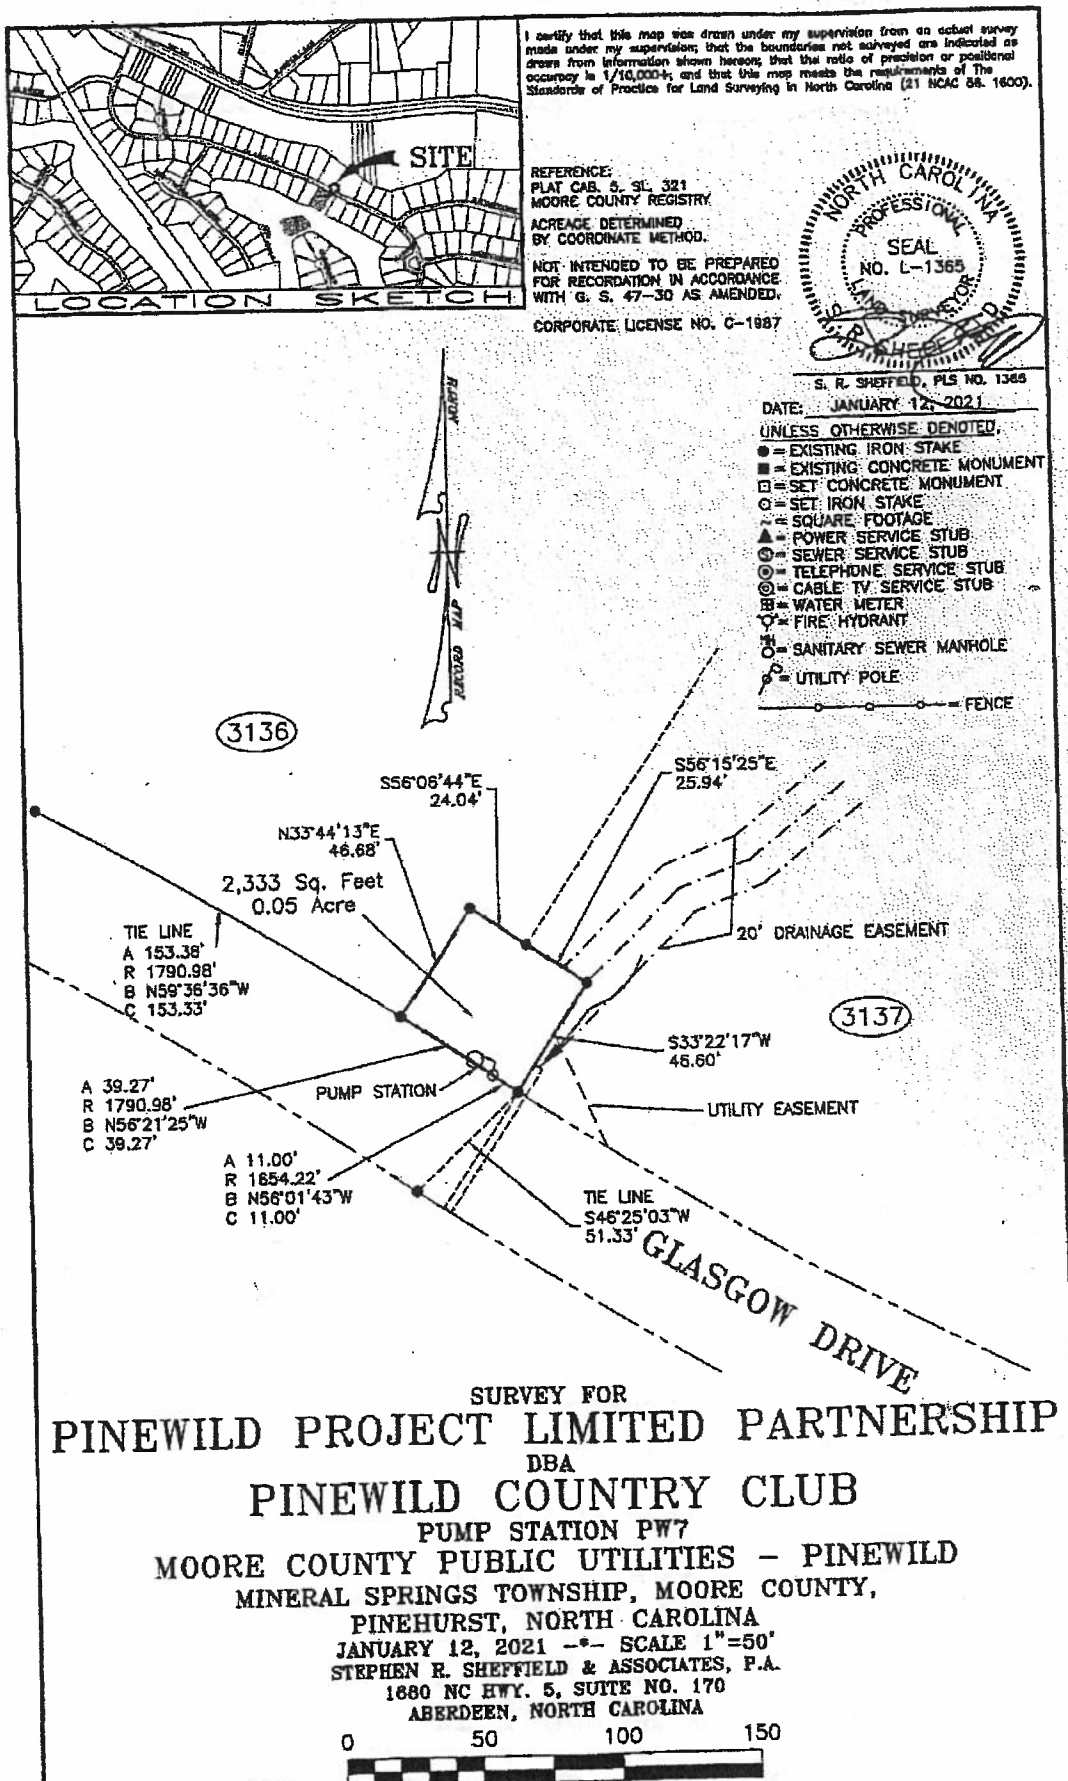 I certify that this map was drawn under my supervision from an actual survey
made under my supervision; that the boundaries not surveyed are indicated as
drawn from information shown hereon; that the ratio of precision or positional
accuracy is 1/10,000+; and that this map meets the requirements of The
Standards of Practice for Land Surveying in North Carolina (21 NCAC 56. 1600).
SITE
LOCATION SKETCH
REFERENCE:
PLAT CAB. 5, SL. 321
MOORE COUNTY REGISTRY
ACREAGE DETERMINED
BY COORDINATE METHOD.
NOT INTENDED TO BE PREPARED
FOR RECORDATION IN ACCORDANCE
WITH G. S. 47-30 AS AMENDED.
CORPORATE LICENSE NO. C-1987
NORTH CAROLINA
PROFESSIONAL
SEAL
NO. L-1365
LAND SURVEYOR
S. R. SHEFFIELD
S. R. SHEFFIELD, PLS NO. 1365
DATE: JANUARY 12, 2021
UNLESS OTHERWISE DENOTED,
= EXISTING IRON STAKE
= EXISTING CONCRETE MONUMENT
= SET CONCRETE MONUMENT
= SET IRON STAKE
~ = SQUARE FOOTAGE
= POWER SERVICE STUB
= SEWER SERVICE STUB
= TELEPHONE SERVICE STUB
= CABLE TV SERVICE STUB
= WATER METER
= FIRE HYDRANT
MH
= SANITARY SEWER MANHOLE
= UTILITY POLE
= FENCE
RECORD MAP
3136
S56°06'44"E
24.04'
S56°15'25"E
25.94'
N33°44'13"E
46.68'
2,333 Sq. Feet
0.05 Acre
TIE LINE
A 153.38'
R 1790.98'
B N59°36'36"W
C 153.33'
20' DRAINAGE EASEMENT
3137
S33°22'17"W
46.60'
A 39.27'
R 1790.98'
B N56°21'25"W
C 39.27'
PUMP STATION
UTILITY EASEMENT
A 11.00'
R 1654.22'
B N56°01'43"W
C 11.00'
TIE LINE
S46°25'03"W
51.33'
GLASGOW DRIVE
SURVEY FOR
PINEWILD PROJECT LIMITED PARTNERSHIP
DBA
PINEWILD COUNTRY CLUB
PUMP STATION PW7
MOORE COUNTY PUBLIC UTILITIES - PINEWILD
MINERAL SPRINGS TOWNSHIP, MOORE COUNTY,
PINEHURST, NORTH CAROLINA
JANUARY 12, 2021 -*- SCALE 1"=50'
STEPHEN R. SHEFFIELD & ASSOCIATES, P.A.
1680 NC HWY. 5, SUITE NO. 170
ABERDEEN, NORTH CAROLINA
0 50 100 150